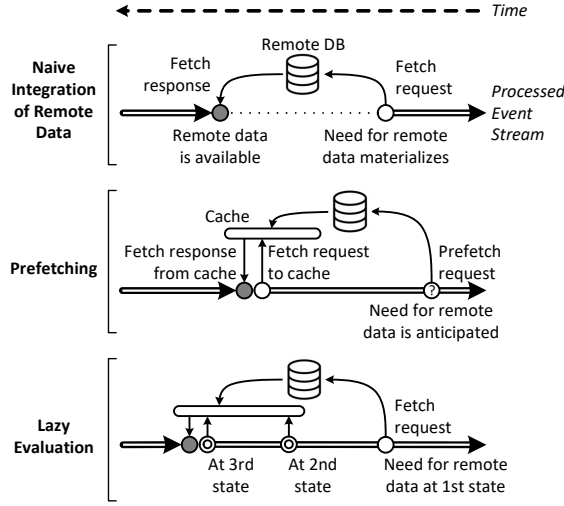 Time
Naive
Integration
of Remote
Data
Fetch
response
Remote DB
Fetch
request
Processed
Event
Stream
Remote data
is available
Need for remote
data materializes
Prefetching
Cache
Fetch response
from cache
Fetch request
to cache
Prefetch
request
?
Need for remote
data is anticipated
Lazy
Evaluation
Fetch
request
At 3rd
state
At 2nd
state
Need for remote
data at 1st state